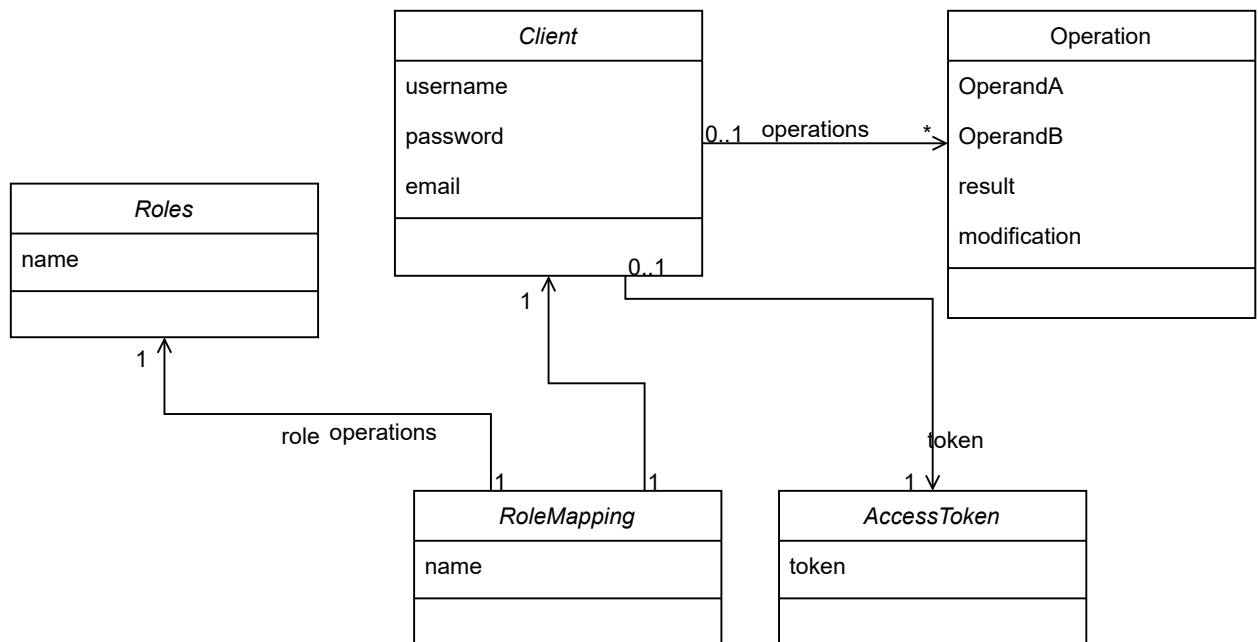 Client
username
password
email
Operation
OperandA
OperandB
result
modification
0..1 operations *
Roles
name
0..1
1
1
role operations
token
1
1
1
RoleMapping
name
AccessToken
token